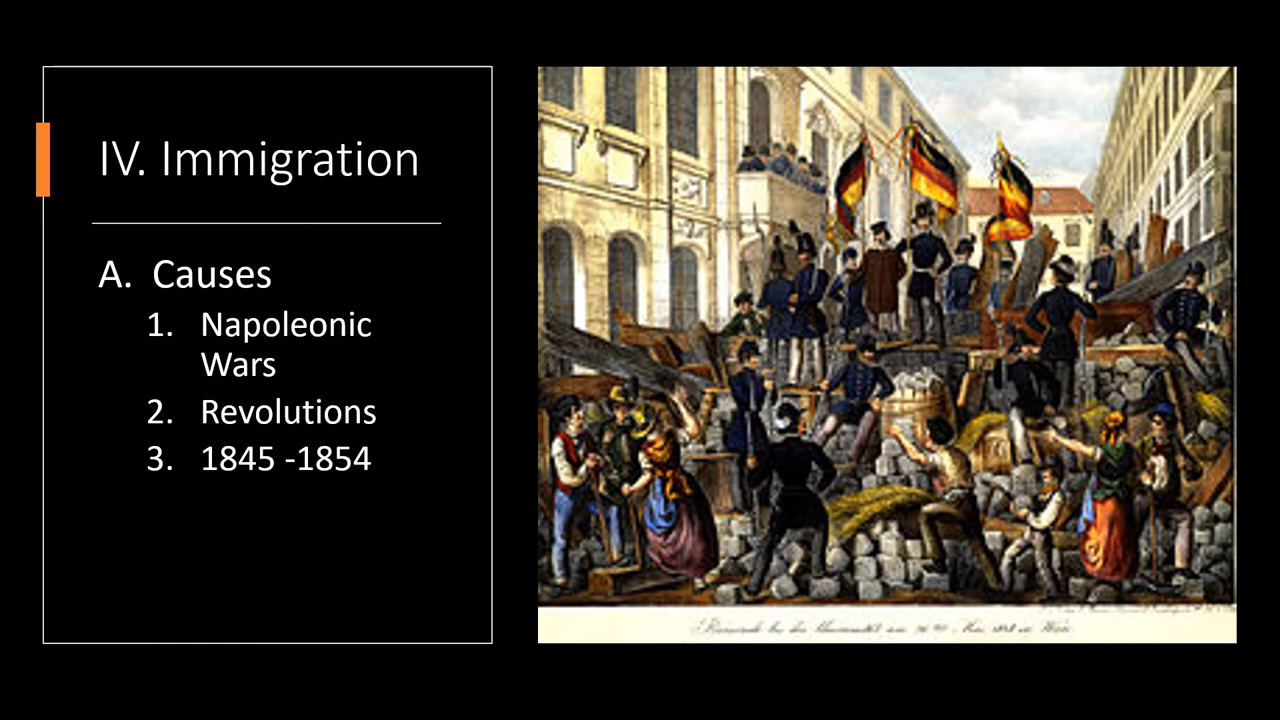 IV. Immigration
A. Causes
1. Napoleonic
Wars
2. Revolutions
3. 1845 -1854